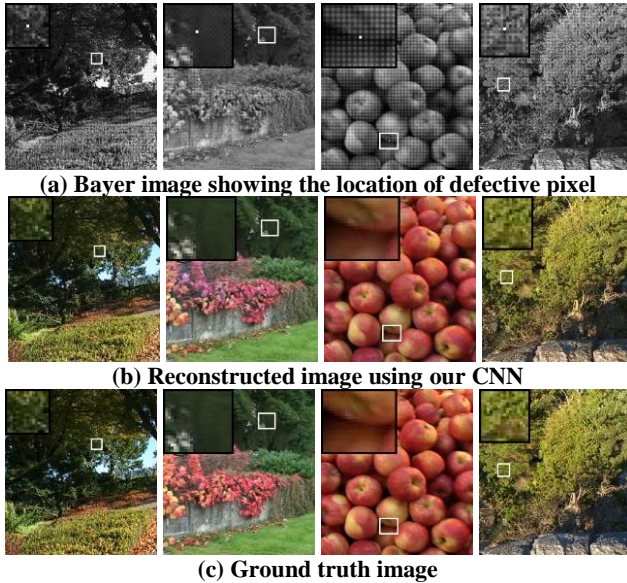 (a) Bayer image showing the location of defective pixel
(b) Reconstructed image using our CNN
(c) Ground truth image